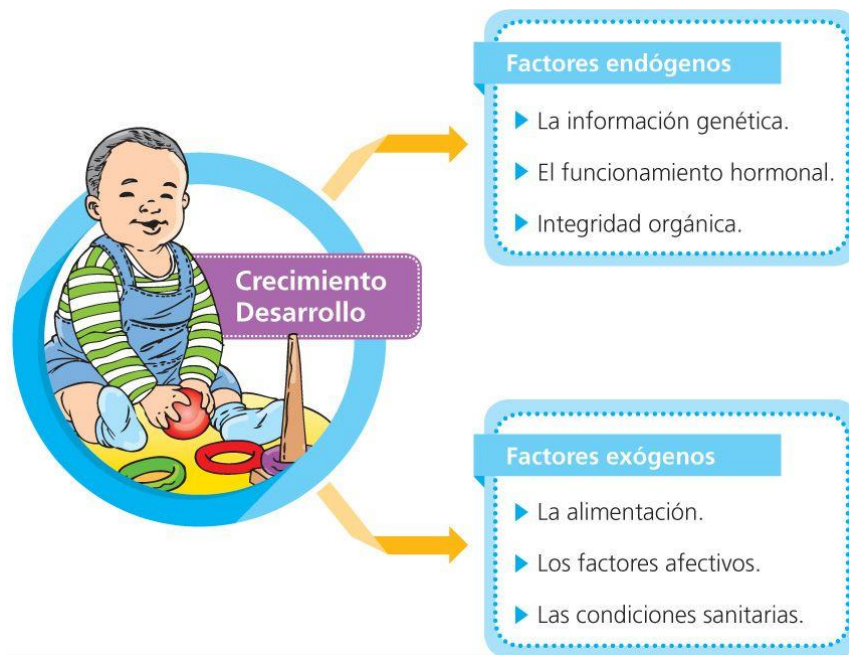 Factores endógenos
La información genética.
El funcionamiento hormonal.
Integridad orgánica.
Crecimiento
Desarrollo
Factores exógenos
La alimentación.
Los factores afectivos.
Las condiciones sanitarias.